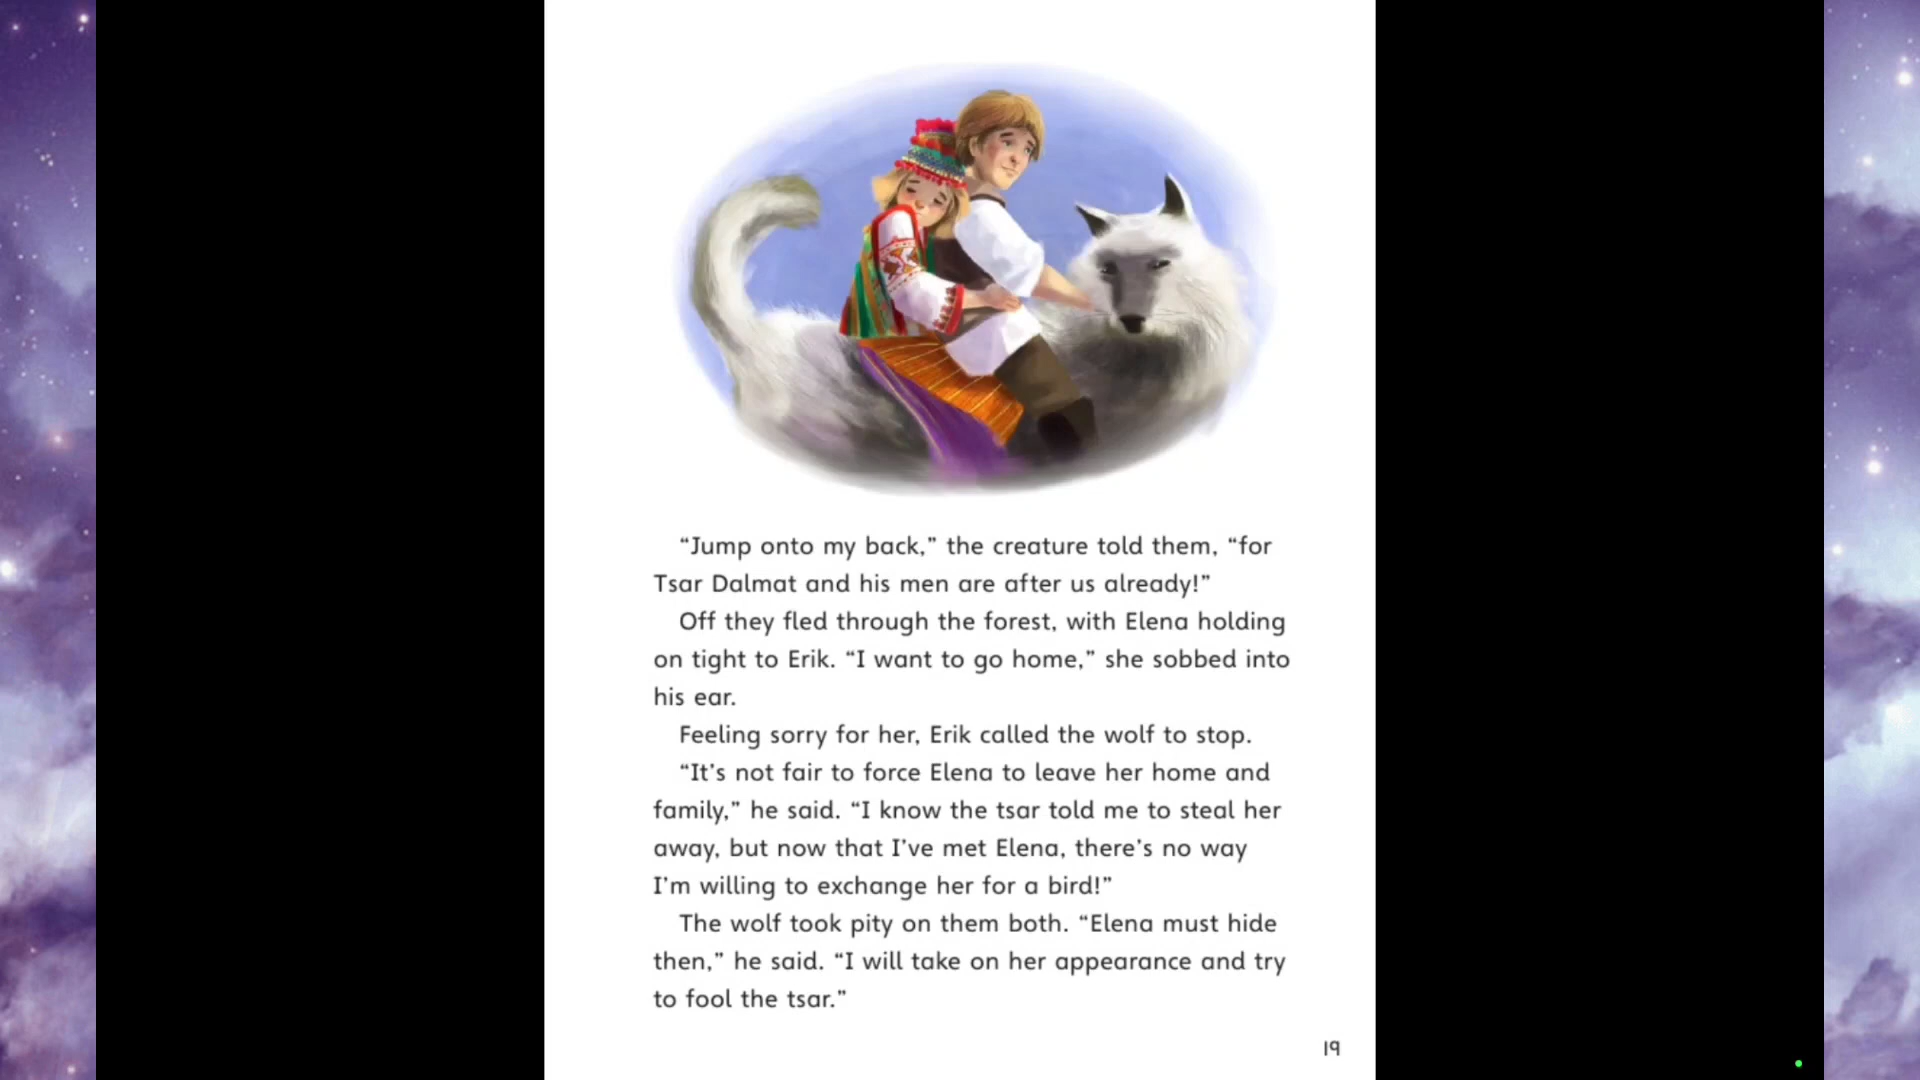 “Jump onto my back,” the creature told them, “for
Tsar Dalmat and his men are after us already!”
Off they fled through the forest, with Elena holding
on tight to Erik. “I want to go home,” she sobbed into
his ear.
Feeling sorry for her, Erik called the wolf to stop.
“It’s not fair to force Elena to leave her home and
family,” he said. “I know the tsar told me to steal her
away, but now that I’ve met Elena, there’s no way
I’m willing to exchange her for a bird!”
The wolf took pity on them both. “Elena must hide
then,” he said. “I will take on her appearance and try
to fool the tsar.”
19